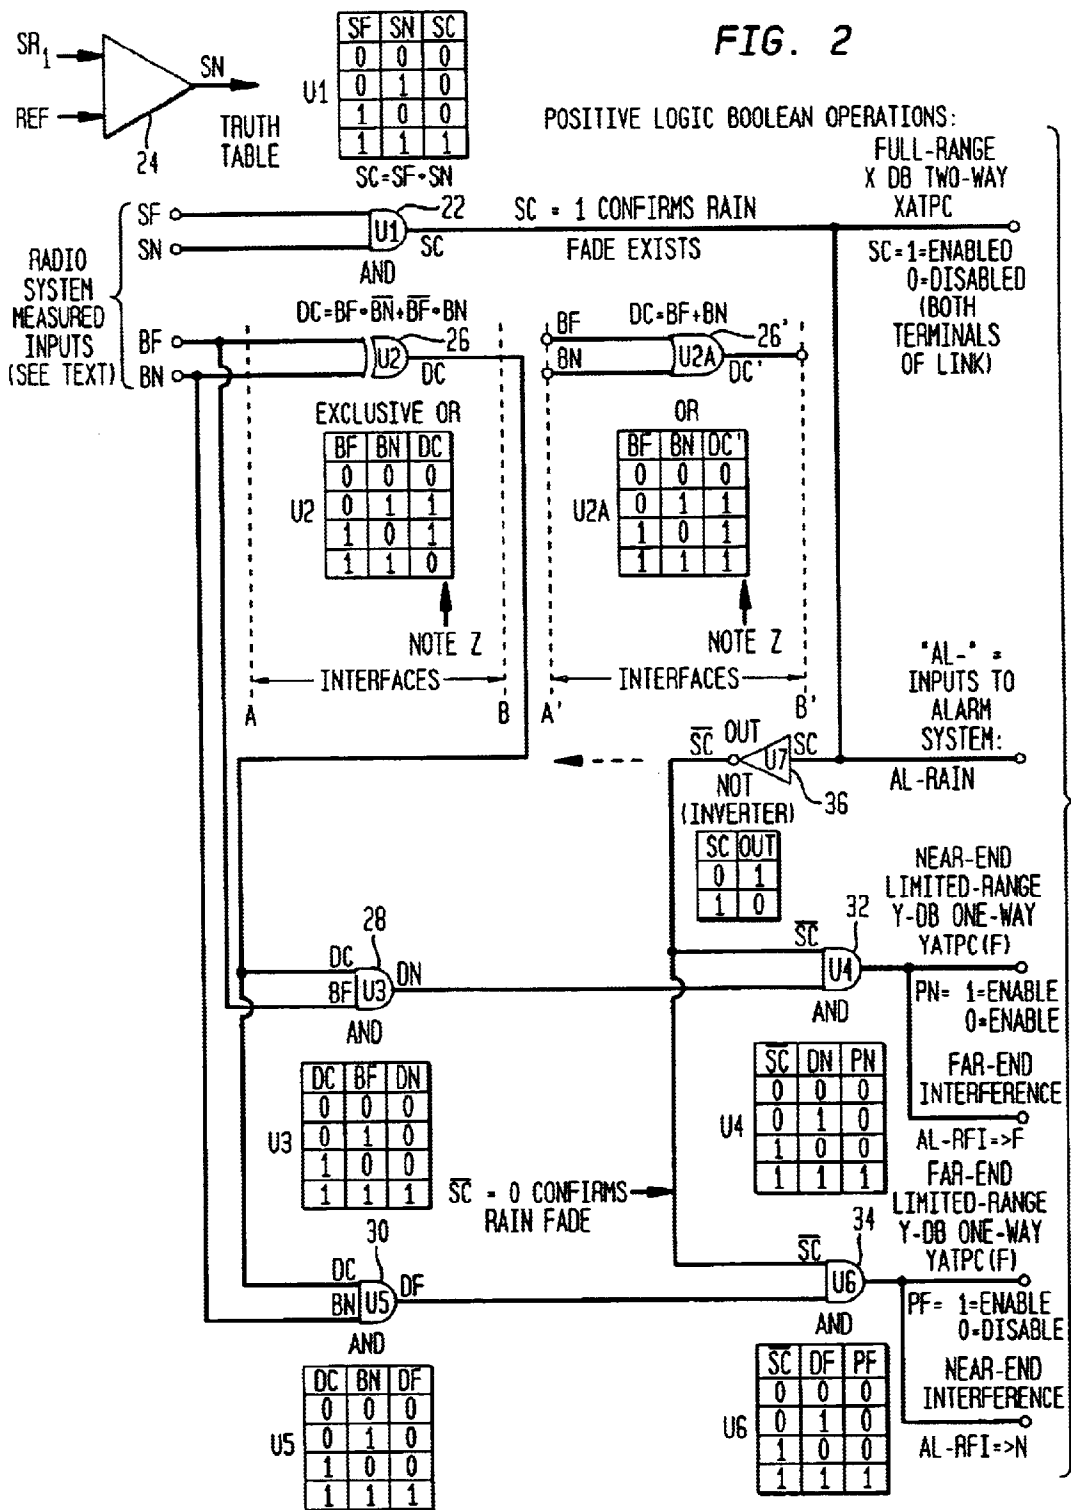 FIG. 2
SR1
REF
SN
24
TRUTH
TABLE
U1
SF SN SC
0 0 0
0 1 0
1 0 0
1 1 1
SC=SF•SN
POSITIVE LOGIC BOOLEAN OPERATIONS:
FULL-RANGE
X DB TWO-WAY
XATPC
SC=1=ENABLED
0=DISABLED
(BOTH
TERMINALS
OF LINK)
RADIO
SYSTEM
MEASURED
INPUTS
(SEE TEXT)
SF
SN
BF
BN
U1
22
SC
AND
SC = 1 CONFIRMS RAIN
FADE EXISTS
DC=BF•B̅N̅+B̅F̅•BN
U2
26
DC
EXCLUSIVE OR
U2
BF BN DC
0 0 0
0 1 1
1 0 1
1 1 0
NOTE Z
INTERFACES
A
B
BF
BN
DC=BF+BN
U2A
26'
DC'
OR
U2A
BF BN DC'
0 0 0
0 1 1
1 0 1
1 1 1
NOTE Z
INTERFACES
A'
B'
"AL-" =
INPUTS TO
ALARM
SYSTEM:
AL-RAIN
S̅C̅
OUT
U7
SC
36
NOT
(INVERTER)
SC OUT
0 1
1 0
28
DC
BF
U3
DN
AND
U3
DC BF DN
0 0 0
0 1 0
1 0 0
1 1 1
32
S̅C̅
U4
AND
NEAR-END
LIMITED-RANGE
Y-DB ONE-WAY
YATPC(F)
PN= 1=ENABLE
0=ENABLE
FAR-END
INTERFERENCE
AL-RFI=>F
U4
S̅C̅ DN PN
0 0 0
0 1 0
1 0 0
1 1 1
S̅C̅ = 0 CONFIRMS
RAIN FADE
30
DC
BN
U5
DF
AND
U5
DC BN DF
0 0 0
0 1 0
1 0 0
1 1 1
34
S̅C̅
U6
AND
FAR-END
LIMITED-RANGE
Y-DB ONE-WAY
YATPC(F)
PF= 1=ENABLE
0=DISABLE
NEAR-END
INTERFERENCE
AL-RFI=>N
U6
S̅C̅ DF PF
0 0 0
0 1 0
1 0 0
1 1 1